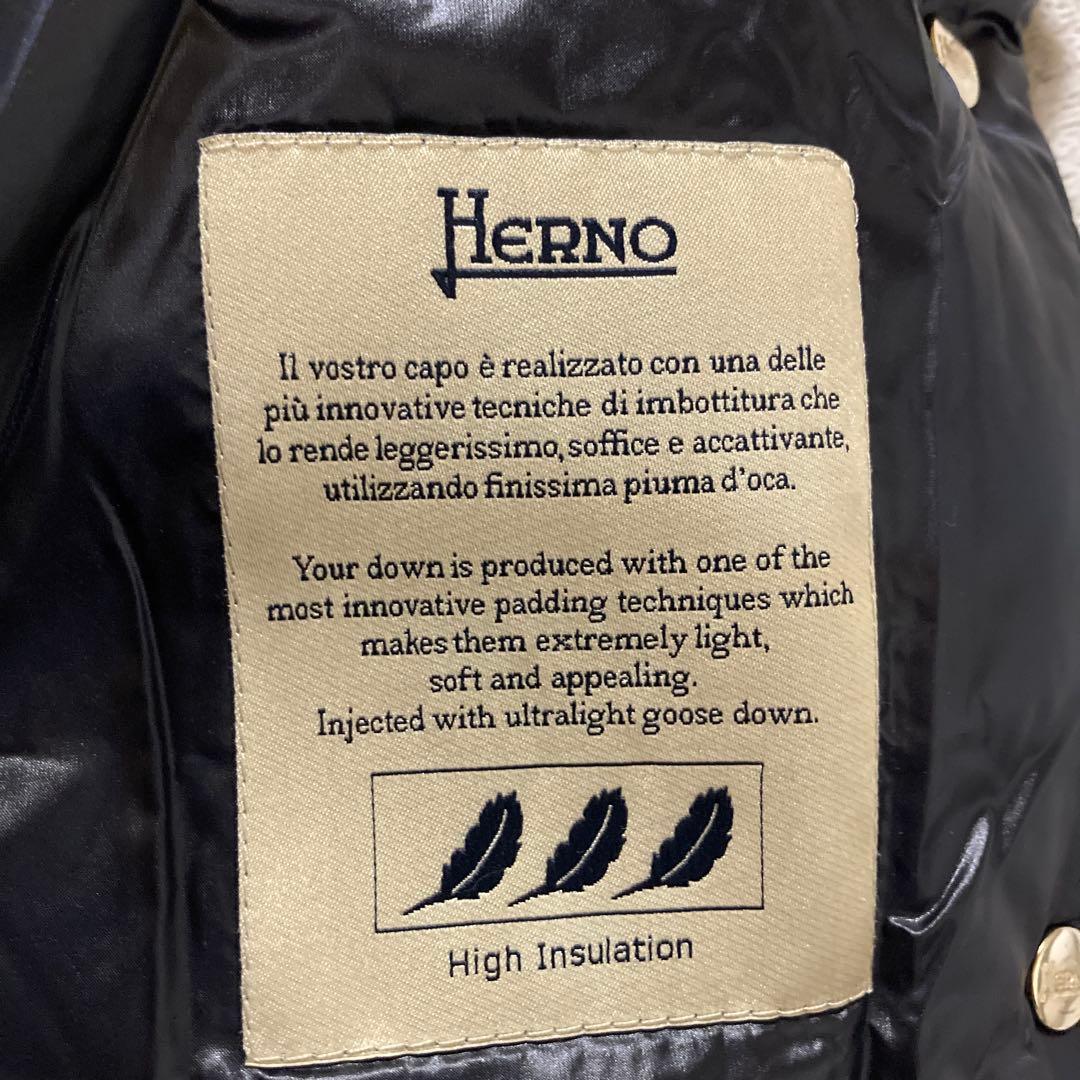 HERNO
Il vostro capo è realizzato con una delle
più innovative tecniche di imbottitura che
lo rende leggerissimo, soffice e accattivante,
utilizzando finissima piuma d'oca.
Your down is produced with one of the
most innovative padding techniques which
makes them extremely light,
soft and appealing.
Injected with ultralight goose down.
High Insulation